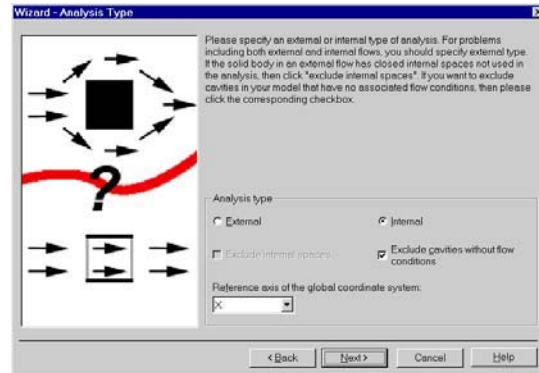 Wizard - Analysis Type
Please specify an external or internal type of analysis. For problems
including both external and internal flows, you should specify external type.
If the solid body in an external flow has closed internal spaces not used in
the analysis, then click "exclude internal spaces". If you want to exclude
cavities in your model that have no associated flow conditions, then please
click the corresponding checkbox.
?
Analysis type
External
Internal
Exclude internal spaces
Exclude cavities without flow
conditions
Reference axis of the global coordinate system:
X
< Back
Next >
Cancel
Help